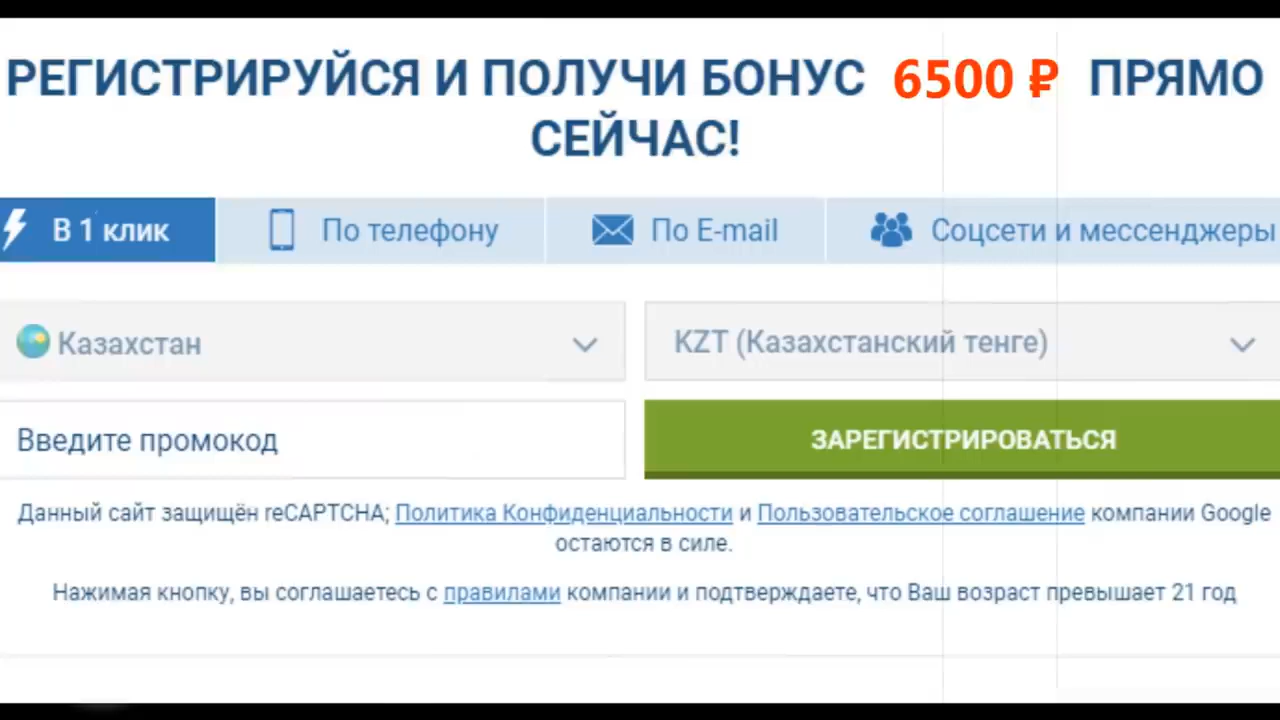 РЕГИСТРИРУЙСЯ И ПОЛУЧИ БОНУС 6500 ₽ ПРЯМО
СЕЙЧАС!
В 1 клик По телефону По E-mail Соцсети и мессенджеры
Казахстан KZT (Казахстанский тенге)
Введите промокод ЗАРЕГИСТРИРОВАТЬСЯ
Данный сайт защищён reCAPTCHA; Политика Конфиденциальности и Пользовательское соглашение компании Google
остаются в силе.
Нажимая кнопку, вы соглашаетесь с правилами компании и подтверждаете, что Ваш возраст превышает 21 год